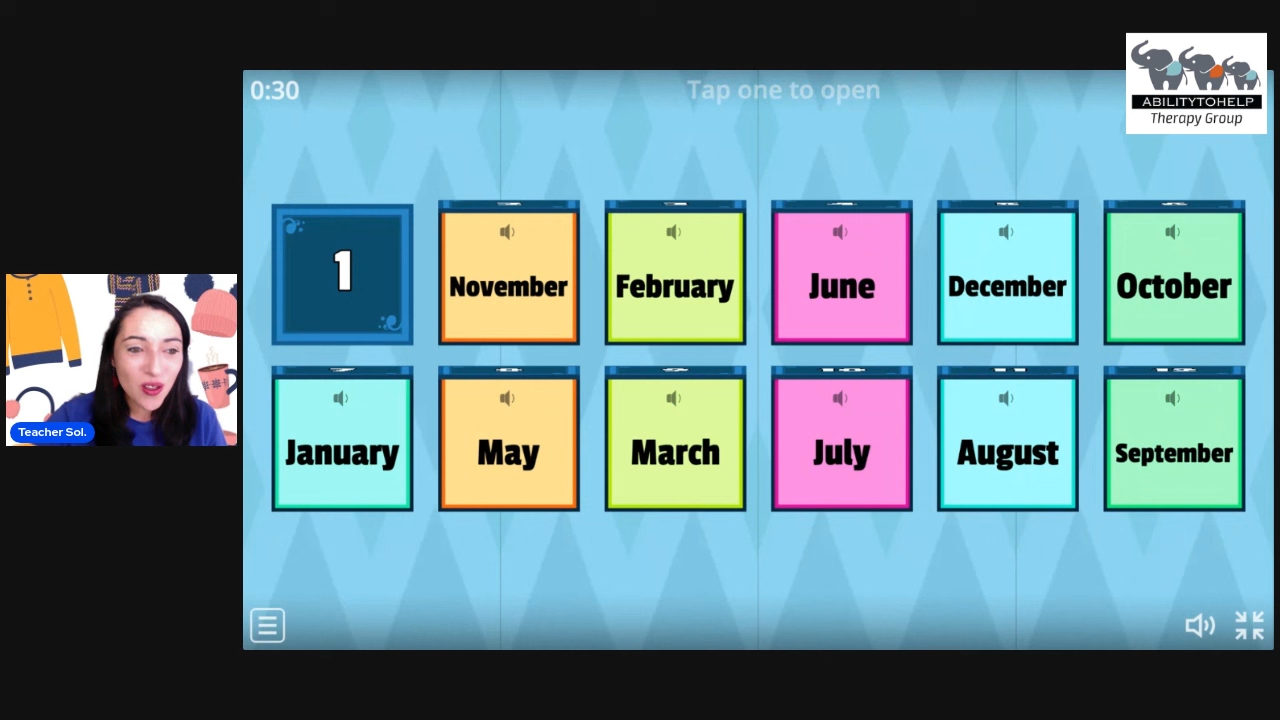 ABILITYTOHELP
Therapy Group
0:30
Tap one to open
1
November
February
June
December
October
January
May
March
July
August
September
Teacher Sol.